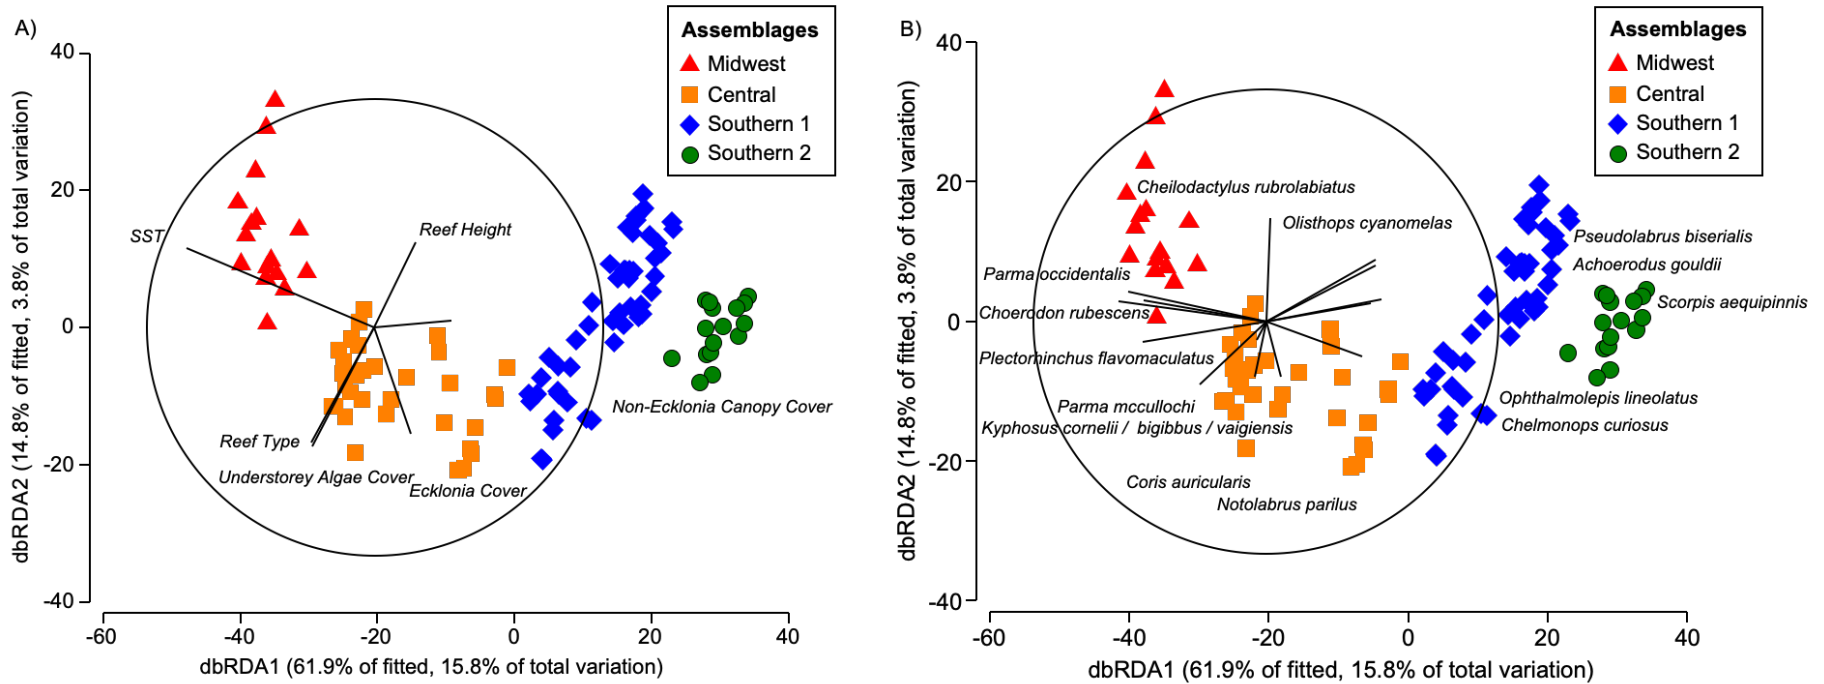 A)
Assemblages
Midwest
Central
Southern 1
Southern 2
40
20
0
-20
-40
dbRDA2 (14.8% of fitted, 3.8% of total variation)
SST
Reef Height
Non-Ecklonia Canopy Cover
Reef Type
Understorey Algae Cover
Ecklonia Cover
-60
-40
-20
0
20
40
dbRDA1 (61.9% of fitted, 15.8% of total variation)
B)
Assemblages
Midwest
Central
Southern 1
Southern 2
40
20
0
-20
-40
dbRDA2 (14.8% of fitted, 3.8% of total variation)
Cheilodactylus rubrolabiatus
Olisthops cyanomelas
Pseudolabrus biserialis
Achoerodus gouldii
Parma occidentalis
Scorpis aequipinnis
Choerodon rubescens
Plectorhinchus flavomaculatus
Ophthalmolepis lineolatus
Parma mccullochi
Chelmonops curiosus
Kyphosus cornelii / bigibbus / vaigiensis
Coris auricularis
Notolabrus parilus
-60
-40
-20
0
20
40
dbRDA1 (61.9% of fitted, 15.8% of total variation)